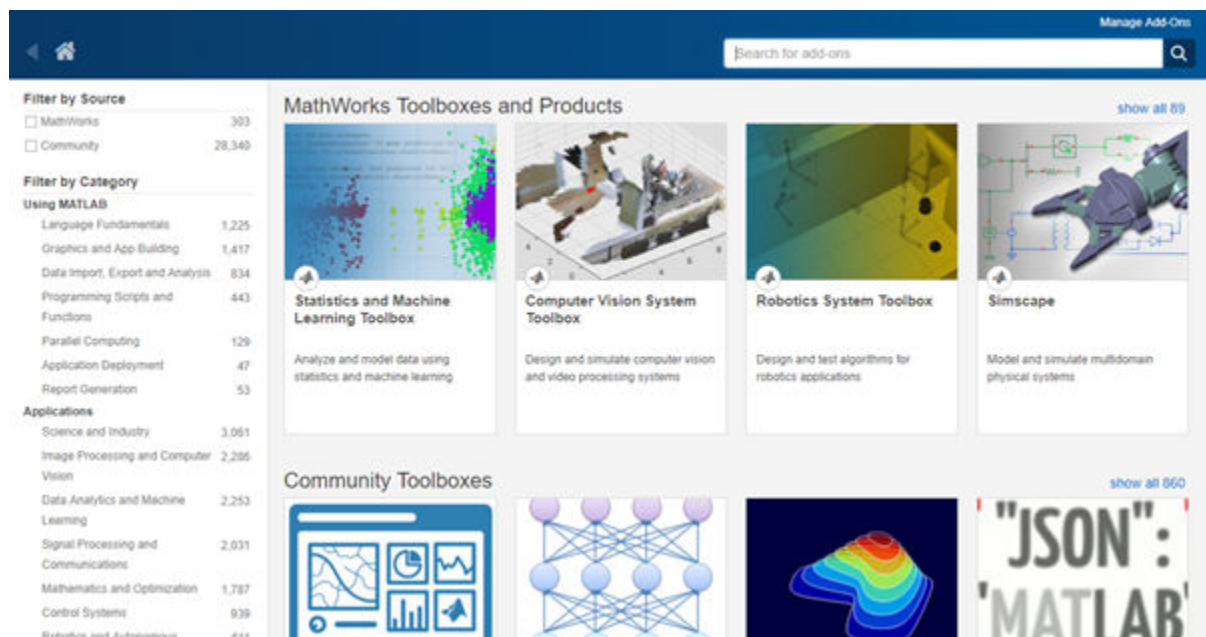 Manage Add-Ons
Search for add-ons
Filter by Source
MathWorks 303
Community 28,340
Filter by Category
Using MATLAB
Language Fundamentals 1,225
Graphics and App Building 1,417
Data Import, Export and Analysis 834
Programming Scripts and 443
Functions
Parallel Computing 129
Application Deployment 47
Report Generation 53
Applications
Science and Industry 3,061
Image Processing and Computer 2,286
Vision
Data Analytics and Machine 2,253
Learning
Signal Processing and 2,031
Communications
Mathematics and Optimization 1,787
Control Systems 939
Robotics and Autonomous
MathWorks Toolboxes and Products
show all 89
Statistics and Machine
Learning Toolbox
Analyze and model data using
statistics and machine learning
Computer Vision System
Toolbox
Design and simulate computer vision
and video processing systems
Robotics System Toolbox
Design and test algorithms for
robotics applications
Simscape
Model and simulate multidomain
physical systems
Community Toolboxes
show all 860
"JSON":
"MATLAB"